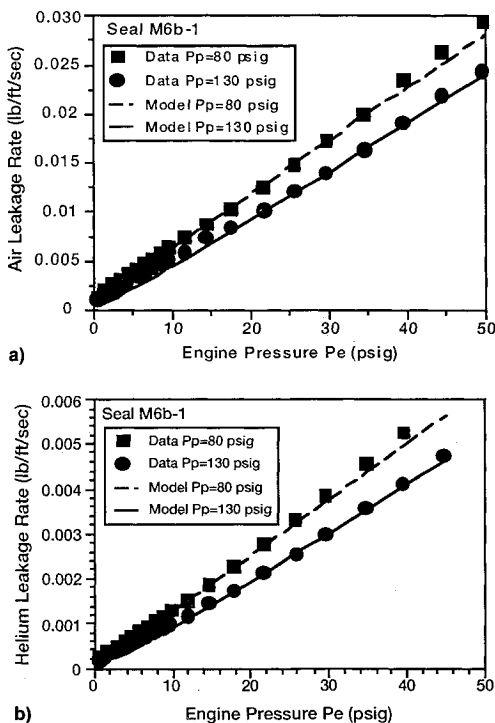 0.030
0.025
0.020
0.015
0.01
0.005
0
Air Leakage Rate (lb/ft/sec)
Seal M6b-1
Data Pp=80 psig
Data Pp=130 psig
Model Pp=80 psig
Model Pp=130 psig
0 10 20 30 40 50
Engine Pressure Pe (psig)
a)
0.006
0.005
0.004
0.003
0.002
0.001
0.000
Helium Leakage Rate (lb/ft/sec)
Seal M6b-1
Data Pp=80 psig
Data Pp=130 psig
Model Pp=80 psig
Model Pp=130 psig
0 10 20 30 40 50
Engine Pressure Pe (psig)
b)